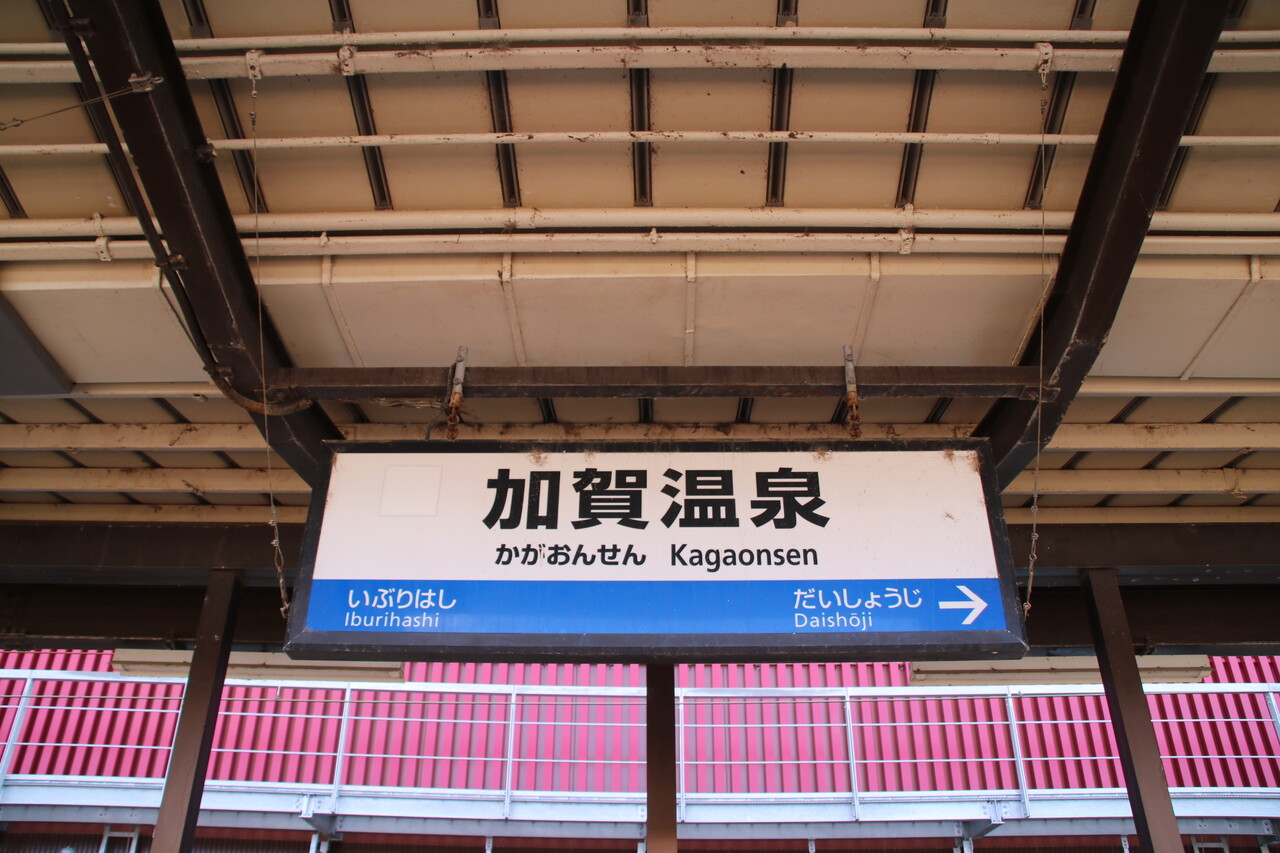 加賀温泉
かがおんせん Kagaonsen
いぶりはし だいしょうじ →
Iburihashi Daishōji